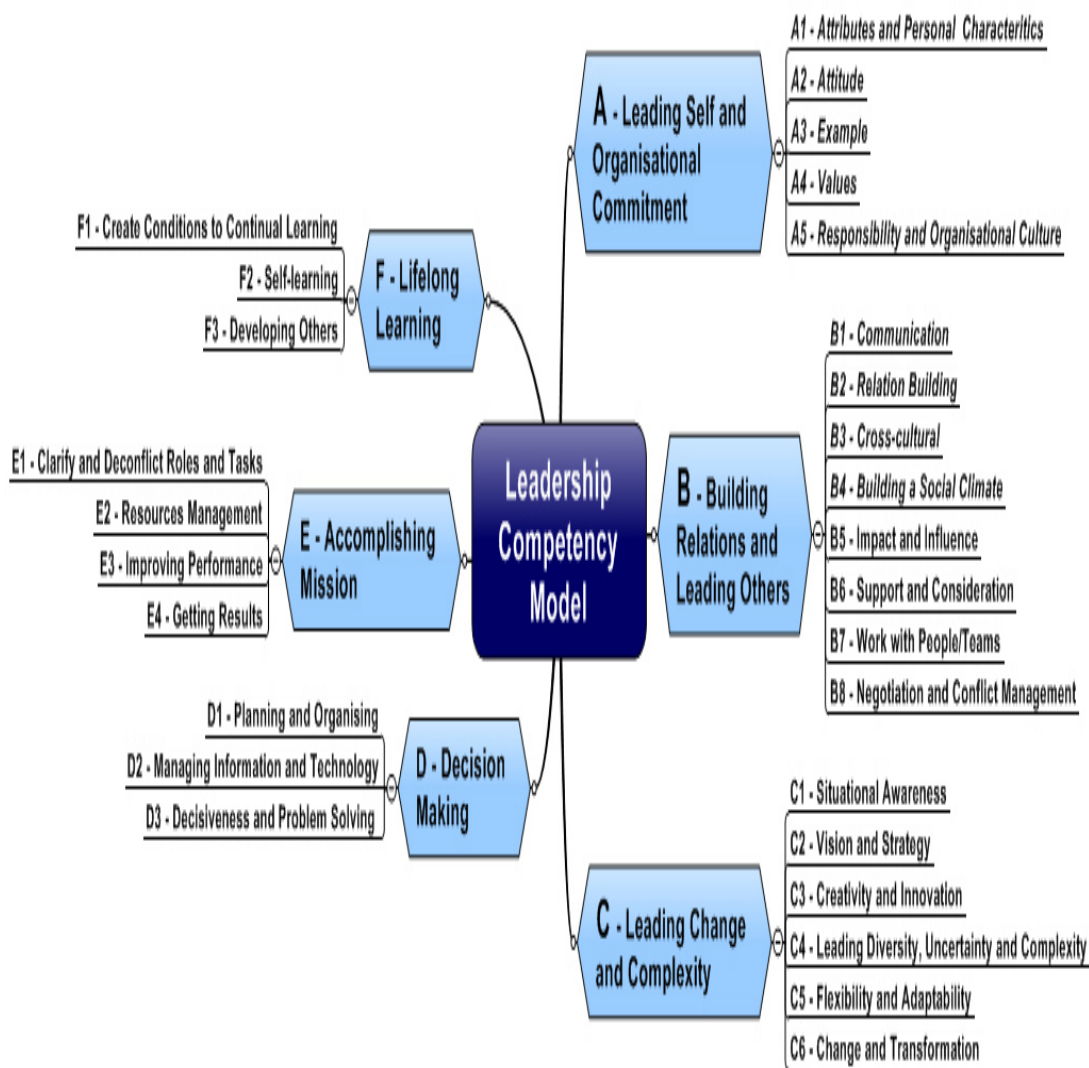 Leadership
Competency
Model
A - Leading Self and
Organisational
Commitment
A1 - Attributes and Personal Characteritics
A2 - Attitude
A3 - Example
A4 - Values
A5 - Responsibility and Organisational Culture
B - Building
Relations and
Leading Others
B1 - Communication
B2 - Relation Building
B3 - Cross-cultural
B4 - Building a Social Climate
B5 - Impact and Influence
B6 - Support and Consideration
B7 - Work with People/Teams
B8 - Negotiation and Conflict Management
C - Leading Change
and Complexity
C1 - Situational Awareness
C2 - Vision and Strategy
C3 - Creativity and Innovation
C4 - Leading Diversity, Uncertainty and Complexity
C5 - Flexibility and Adaptability
C6 - Change and Transformation
D - Decision
Making
D1 - Planning and Organising
D2 - Managing Information and Technology
D3 - Decisiveness and Problem Solving
E - Accomplishing
Mission
E1 - Clarify and Deconflict Roles and Tasks
E2 - Resources Management
E3 - Improving Performance
E4 - Getting Results
F - Lifelong
Learning
F1 - Create Conditions to Continual Learning
F2 - Self-learning
F3 - Developing Others